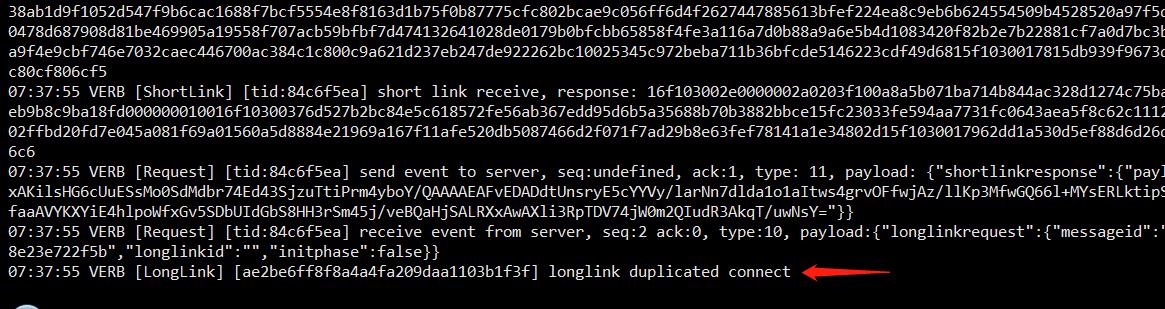 38ab1d9f1052d547f9b6cac1688f7bcf5554e8f8163d1b75f0b87775cfc802bcae9c056ff6d4f2627447885613bfef224ea8c9eb6b624554509b4528520a97f5c
0478d687908d81be469905a19558f707acb59bfbf7d474132641028de0179b0bfcbb65858f4fe3a116a7d0b88a9a6e5b4d1083420f82b2e7b22881cf7a0d7bc3b
a9f4e9cbf746e7032caec446700ac384c1c800c9a621d237eb247de922262bc10025345c972beba711b36bfcde5146223cdf49d6815f1030017815db939f9673c
c80cf806cf5
07:37:55 VERB [ShortLink] [tid:84c6f5ea] short link receive, response: 16f103002e0000002a0203f100a8a5b071ba714b844ac328d1274c75ba
eb9b8c9ba18fd00000010016f10300376d527b2bc84e5c618572fe56ab367edd95d6b5a35688b70b3882bbce15fc23033fe594aa7731fc0643aea5f8c62c1112
02ffbd20fd7e045a081f69a01560a5d8884e21969a167f11afe520db5087466d2f071f7ad29b8e63fef78141a1e34802d15f1030017962dd1a530d5ef88d6d26d
6c6
07:37:55 VERB [Request] [tid:84c6f5ea] send event to server, seq:undefined, ack:1, type: 11, payload: {"shortlinkresponse":{"payl
xAKilsHG6cUuESsMo0SdMdbr74Ed43SjzuTtiPrm4yboY/QAAAAEAFvEDADdtUnsryE5cYYVy/larNn7dlda1o1aItws4grvOFfwjAz/llKp3MfwGQ66l+MYsERLktipS
faaAVYKXYiE4hlpoWfxGv5SDbUIdGbS8HH3rSm45j/veBQaHjSALRXxAwAXli3RpTDV74jW0m2QIudR3AkqT/uwNsY="}}
07:37:55 VERB [Request] [tid:84c6f5ea] receive event from server, seq:2 ack:0, type:10, payload:{"longlinkrequest":{"messageid":"
8e23e722f5b","longlinkid":"","initphase":false}}
07:37:55 VERB [LongLink] [ae2be6ff8f8a4a4fa209daa1103b1f3f] longlink duplicated connect